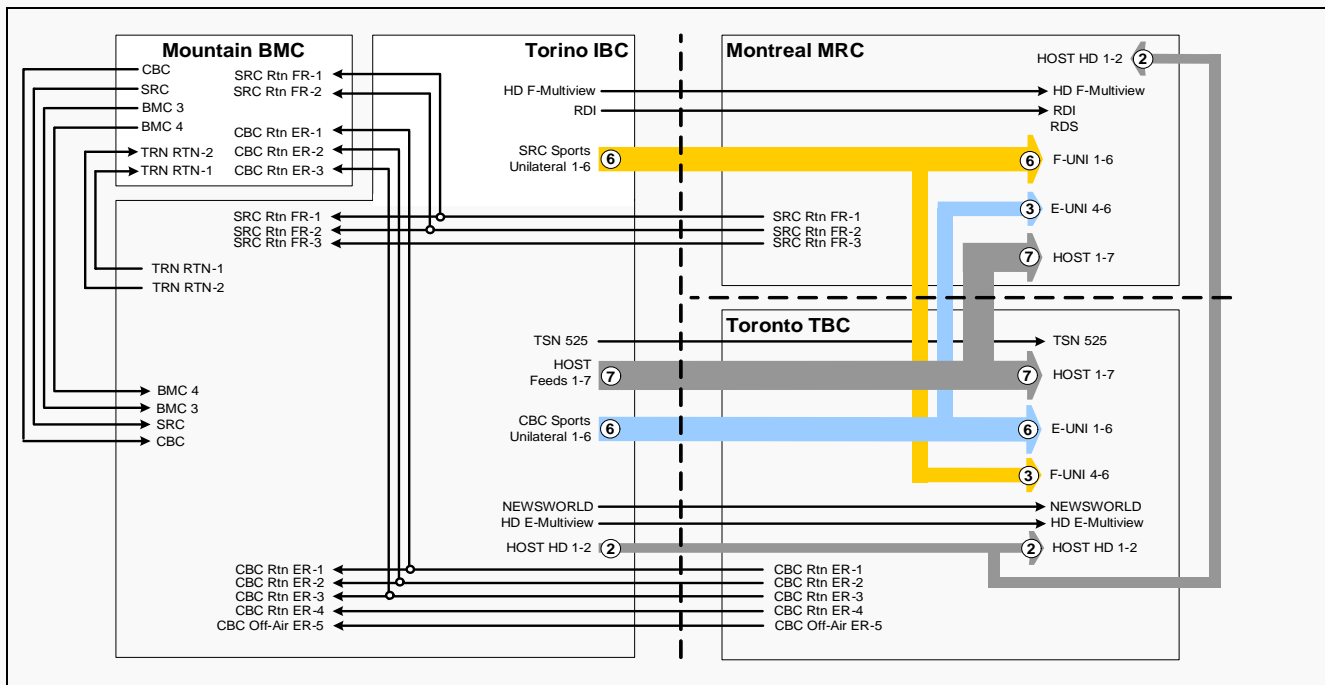 Mountain BMC
CBC
SRC
BMC 3
BMC 4
TRN RTN-2
TRN RTN-1
SRC Rtn FR-1
SRC Rtn FR-2
CBC Rtn ER-1
CBC Rtn ER-2
CBC Rtn ER-3
Torino IBC
HD F-Multiview
RDI
SRC Sports
Unilateral 1-6
6
SRC Rtn FR-1
SRC Rtn FR-2
SRC Rtn FR-3
TRN RTN-1
TRN RTN-2
BMC 4
BMC 3
SRC
CBC
TSN 525
HOST
Feeds 1-7
7
CBC Sports
Unilateral 1-6
6
NEWSWORLD
HD E-Multiview
HOST HD 1-2
2
CBC Rtn ER-1
CBC Rtn ER-2
CBC Rtn ER-3
CBC Rtn ER-4
CBC Off-Air ER-5
Montreal MRC
HOST HD 1-2
2
HD F-Multiview
RDI
RDS
6
F-UNI 1-6
3
E-UNI 4-6
7
HOST 1-7
SRC Rtn FR-1
SRC Rtn FR-2
SRC Rtn FR-3
Toronto TBC
TSN 525
7
HOST 1-7
6
E-UNI 1-6
3
F-UNI 4-6
NEWSWORLD
HD E-Multiview
2
HOST HD 1-2
CBC Rtn ER-1
CBC Rtn ER-2
CBC Rtn ER-3
CBC Rtn ER-4
CBC Off-Air ER-5